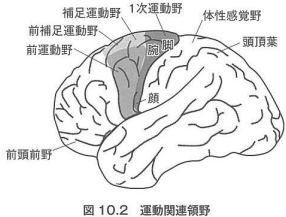 1次運動野
補足運動野
体性感覚野
前補足運動野
頭頂葉
前運動野
脚
腕
顔
前頭前野
図 10.2 運動関連領野